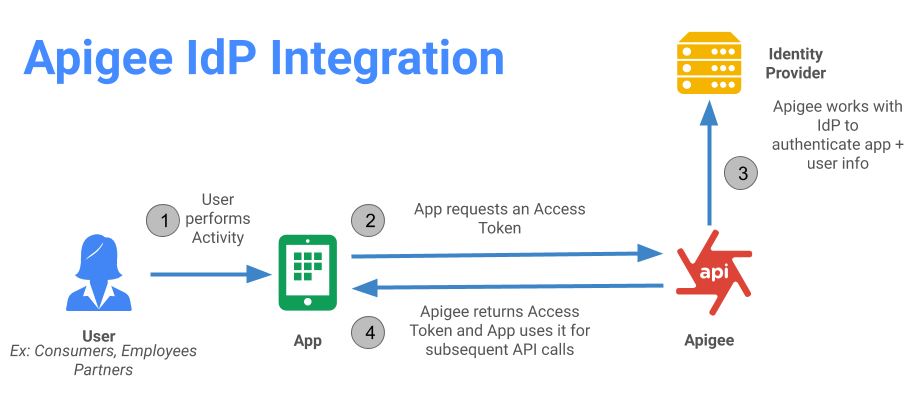 Apigee IdP Integration
Identity
Provider
Apigee works with
IdP to
authenticate app +
user info
3
1
User
performs
Activity
2
App requests an Access
Token
api
User
Ex: Consumers, Employees
Partners
App
4
Apigee returns Access
Token and App uses it for
subsequent API calls
Apigee